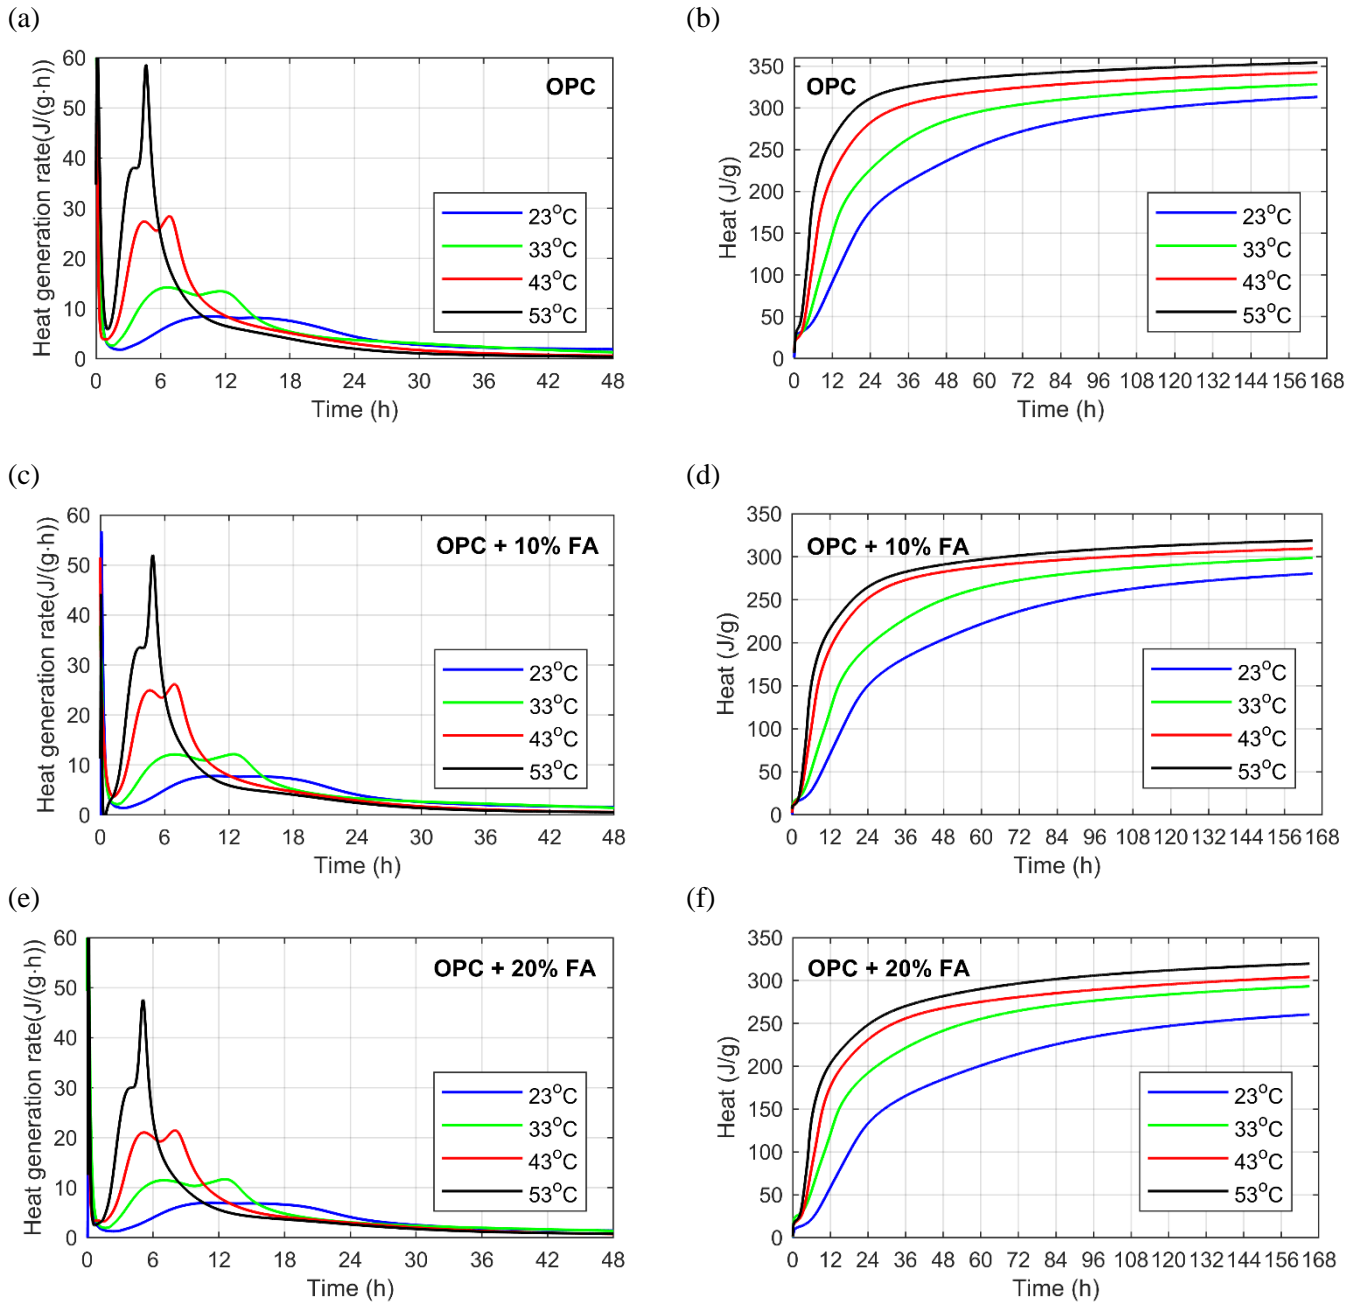 (a)
Heat generation rate(J/(g·h))
60
50
40
30
20
10
0
OPC
23°C
33°C
43°C
53°C
0 6 12 18 24 30 36 42 48
Time (h)
(b)
Heat (J/g)
350
300
250
200
150
100
50
0
OPC
23°C
33°C
43°C
53°C
0 12 24 36 48 60 72 84 96 108 120 132 144 156 168
Time (h)
(c)
Heat generation rate(J/(g·h))
60
50
40
30
20
10
0
OPC + 10% FA
23°C
33°C
43°C
53°C
0 6 12 18 24 30 36 42 48
Time (h)
(d)
Heat (J/g)
350
300
250
200
150
100
50
0
OPC + 10% FA
23°C
33°C
43°C
53°C
0 12 24 36 48 60 72 84 96 108 120 132 144 156 168
Time (h)
(e)
Heat generation rate(J/(g·h))
60
50
40
30
20
10
0
OPC + 20% FA
23°C
33°C
43°C
53°C
0 6 12 18 24 30 36 42 48
Time (h)
(f)
Heat (J/g)
350
300
250
200
150
100
50
0
OPC + 20% FA
23°C
33°C
43°C
53°C
0 12 24 36 48 60 72 84 96 108 120 132 144 156 168
Time (h)